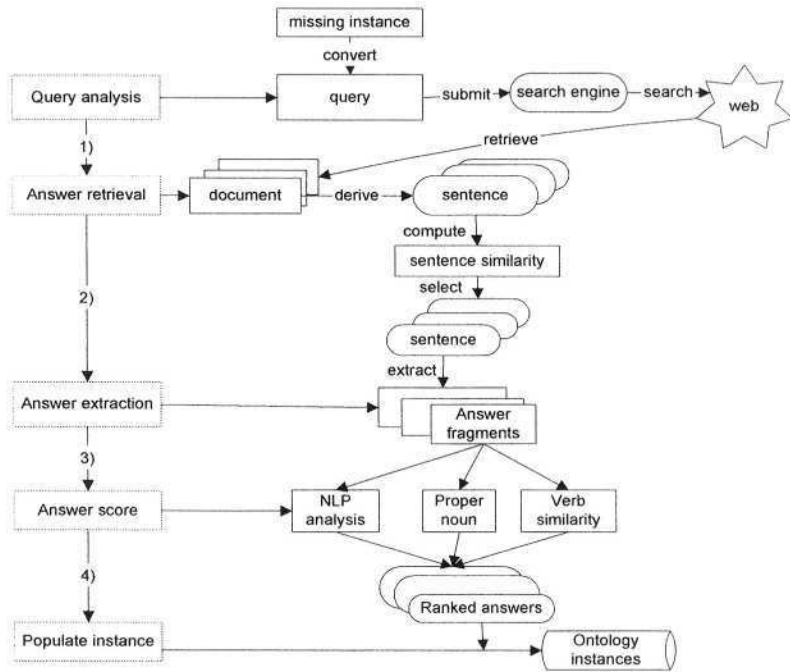 missing instance
convert
Query analysis
query
submit
search engine
search
web
1)
retrieve
Answer retrieval
document
derive
sentence
compute
sentence similarity
select
2)
sentence
extract
Answer extraction
Answer
fragments
3)
Answer score
NLP
analysis
Proper
noun
Verb
similarity
4)
Ranked answers
Populate instance
Ontology
instances